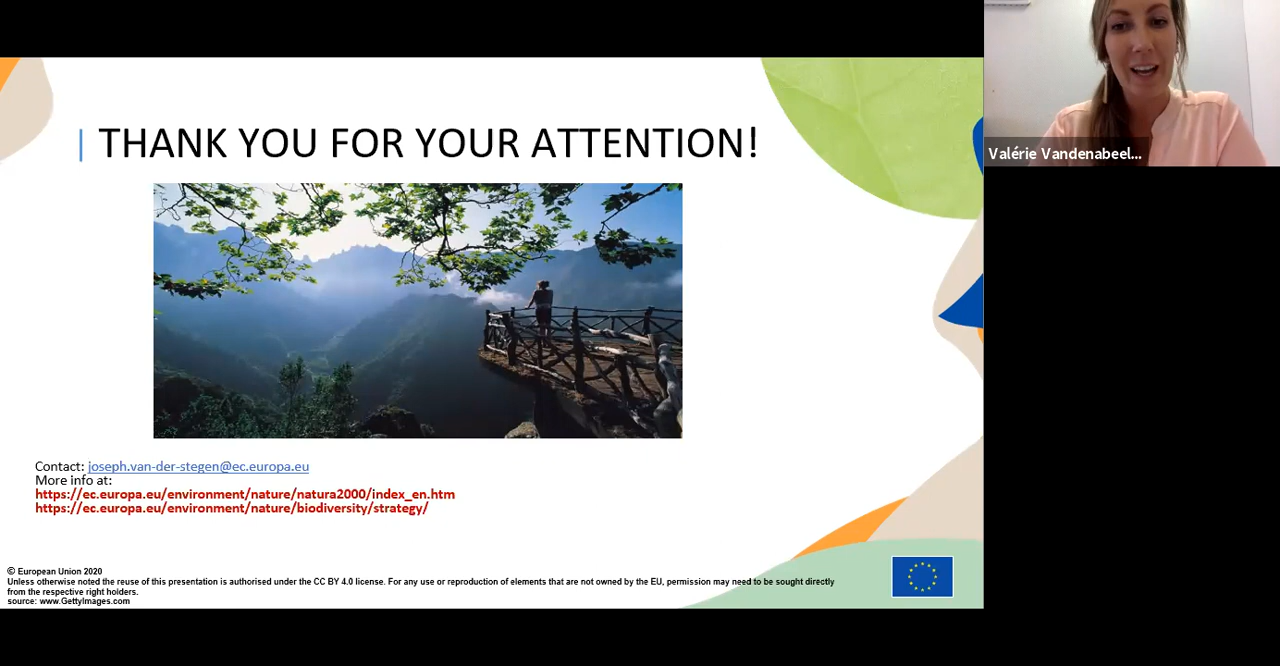 THANK YOU FOR YOUR ATTENTION!
Valérie Vandenabeel...
Contact: joseph.van-der-stegen@ec.europa.eu
More info at:
https://ec.europa.eu/environment/nature/natura2000/index_en.htm
https://ec.europa.eu/environment/nature/biodiversity/strategy/
© European Union 2020
Unless otherwise noted the reuse of this presentation is authorised under the CC BY 4.0 license. For any use or reproduction of elements that are not owned by the EU, permission may need to be sought directly
from the respective right holders.
source: www.GettyImages.com